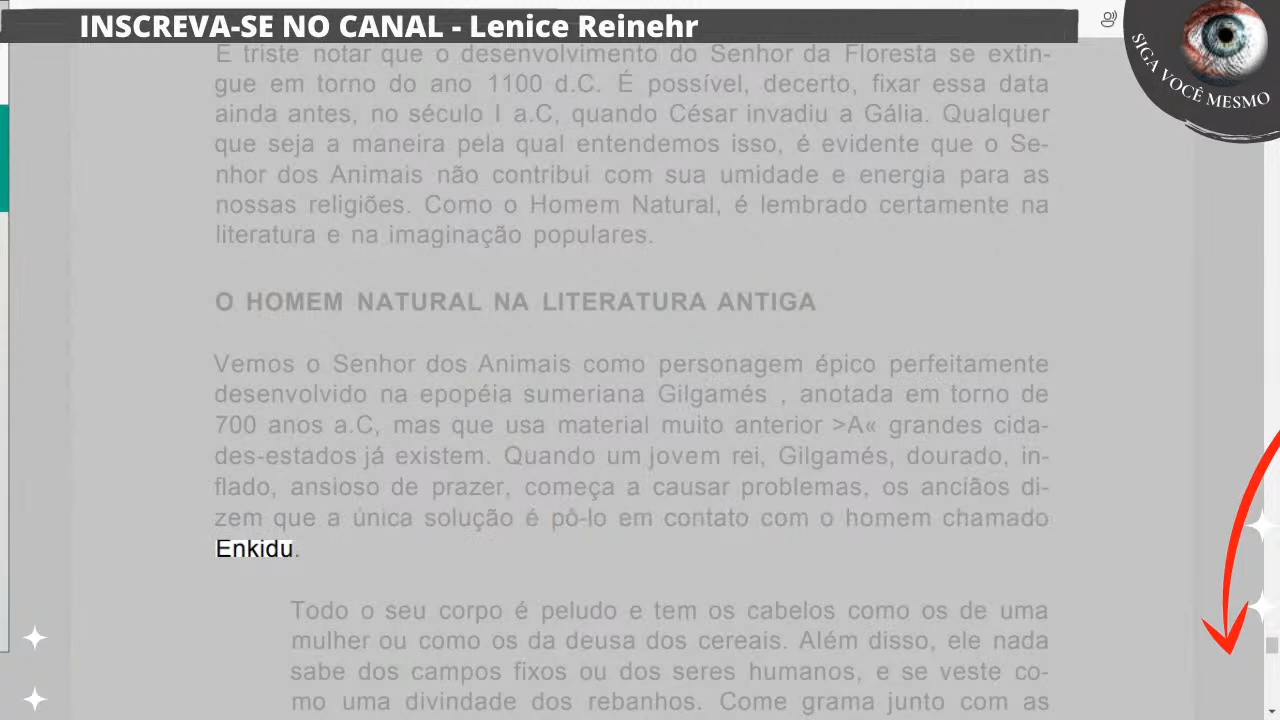 INSCREVA-SE NO CANAL - Lenice Reinehr
SIGA VOCÊ MESMO
É triste notar que o desenvolvimento do Senhor da Floresta se extin-
gue em torno do ano 1100 d.C. É possível, decerto, fixar essa data
ainda antes, no século I a.C, quando César invadiu a Gália. Qualquer
que seja a maneira pela qual entendemos isso, é evidente que o Se-
nhor dos Animais não contribui com sua umidade e energia para as
nossas religiões. Como o Homem Natural, é lembrado certamente na
literatura e na imaginação populares.
O HOMEM NATURAL NA LITERATURA ANTIGA
Vemos o Senhor dos Animais como personagem épico perfeitamente
desenvolvido na epopéia sumeriana Gilgamés , anotada em torno de
700 anos a.C, mas que usa material muito anterior >A« grandes cida-
des-estados já existem. Quando um jovem rei, Gilgamés, dourado, in-
flado, ansioso de prazer, começa a causar problemas, os anciãos di-
zem que a única solução é pô-lo em contato com o homem chamado
Enkidu.
Todo o seu corpo é peludo e tem os cabelos como os de uma
mulher ou como os da deusa dos cereais. Além disso, ele nada
sabe dos campos fixos ou dos seres humanos, e se veste co-
mo uma divindade dos rebanhos. Come grama junto com as